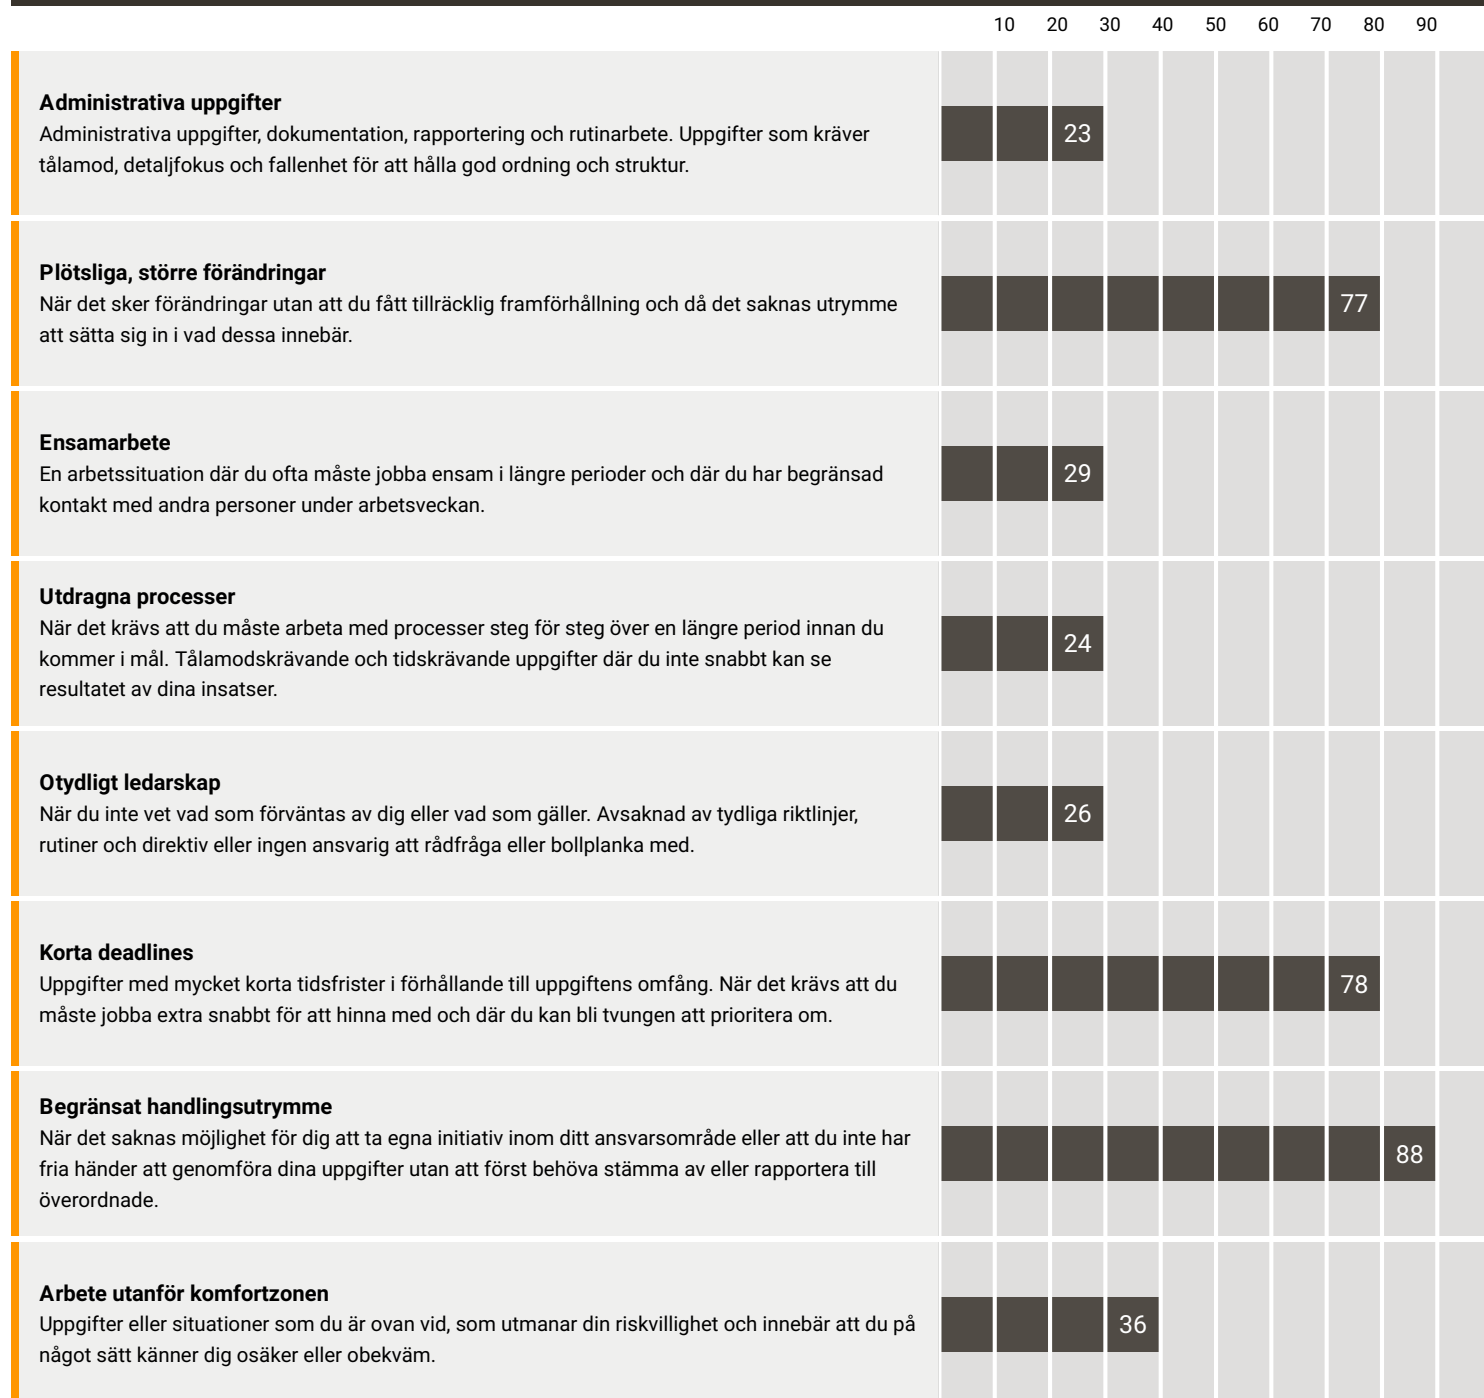 10 20 30 40 50 60 70 80 90
Administrativa uppgifter
Administrativa uppgifter, dokumentation, rapportering och rutinarbete. Uppgifter som kräver
tålamod, detaljfokus och fallenhet för att hålla god ordning och struktur.
23
Plötsliga, större förändringar
När det sker förändringar utan att du fått tillräcklig framförhållning och då det saknas utrymme
att sätta sig in i vad dessa innebär.
77
Ensamarbete
En arbetssituation där du ofta måste jobba ensam i längre perioder och där du har begränsad
kontakt med andra personer under arbetsveckan.
29
Utdragna processer
När det krävs att du måste arbeta med processer steg för steg över en längre period innan du
kommer i mål. Tålamodskrävande och tidskrävande uppgifter där du inte snabbt kan se
resultatet av dina insatser.
24
Otydligt ledarskap
När du inte vet vad som förväntas av dig eller vad som gäller. Avsaknad av tydliga riktlinjer,
rutiner och direktiv eller ingen ansvarig att rådfråga eller bollplanka med.
26
Korta deadlines
Uppgifter med mycket korta tidsfrister i förhållande till uppgiftens omfång. När det krävs att du
måste jobba extra snabbt för att hinna med och där du kan bli tvungen att prioritera om.
78
Begränsat handlingsutrymme
När det saknas möjlighet för dig att ta egna initiativ inom ditt ansvarsområde eller att du inte har
fria händer att genomföra dina uppgifter utan att först behöva stämma av eller rapportera till
överordnade.
88
Arbete utanför komfortzonen
Uppgifter eller situationer som du är ovan vid, som utmanar din riskvillighet och innebär att du på
något sätt känner dig osäker eller obekväm.
36